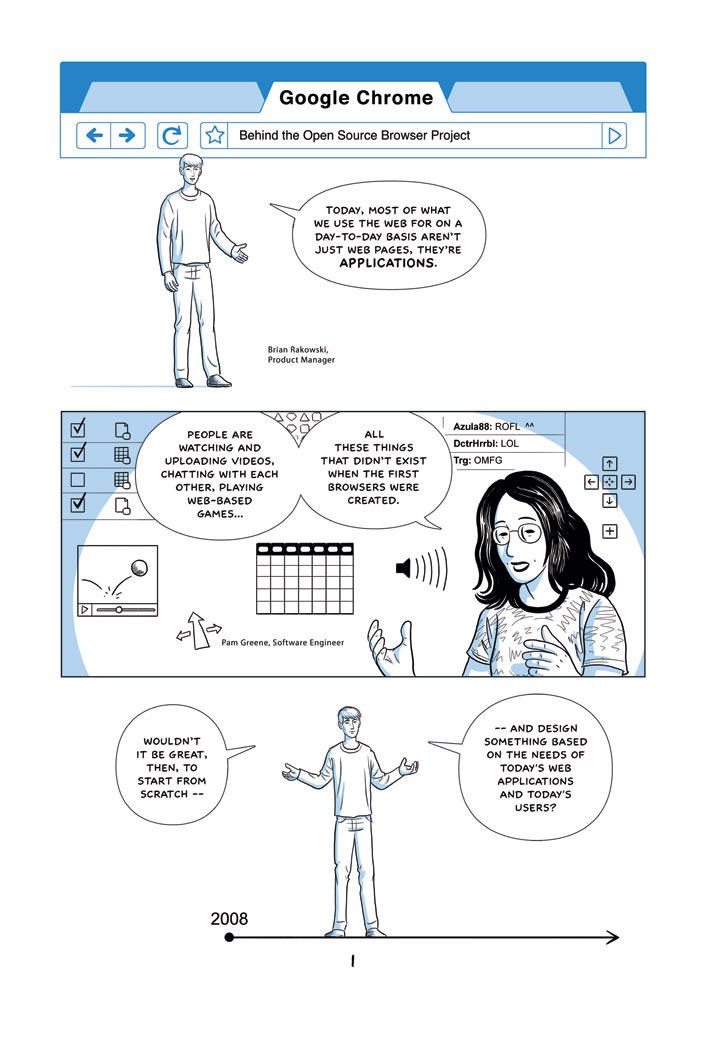 Google Chrome
Behind the Open Source Browser Project
TODAY, MOST OF WHAT
WE USE THE WEB FOR ON A
DAY-TO-DAY BASIS AREN'T
JUST WEB PAGES, THEY'RE
APPLICATIONS.
Brian Rakowski,
Product Manager
PEOPLE ARE
WATCHING AND
UPLOADING VIDEOS,
CHATTING WITH EACH
OTHER, PLAYING
WEB-BASED
GAMES...
ALL
THESE THINGS
THAT DIDN'T EXIST
WHEN THE FIRST
BROWSERS WERE
CREATED.
Azula88: ROFL ^^
DctrHrrbl: LOL
Trg: OMFG
Pam Greene, Software Engineer
WOULDN'T
IT BE GREAT,
THEN, TO
START FROM
SCRATCH --
-- AND DESIGN
SOMETHING BASED
ON THE NEEDS OF
TODAY'S WEB
APPLICATIONS
AND TODAY'S
USERS?
2008
1